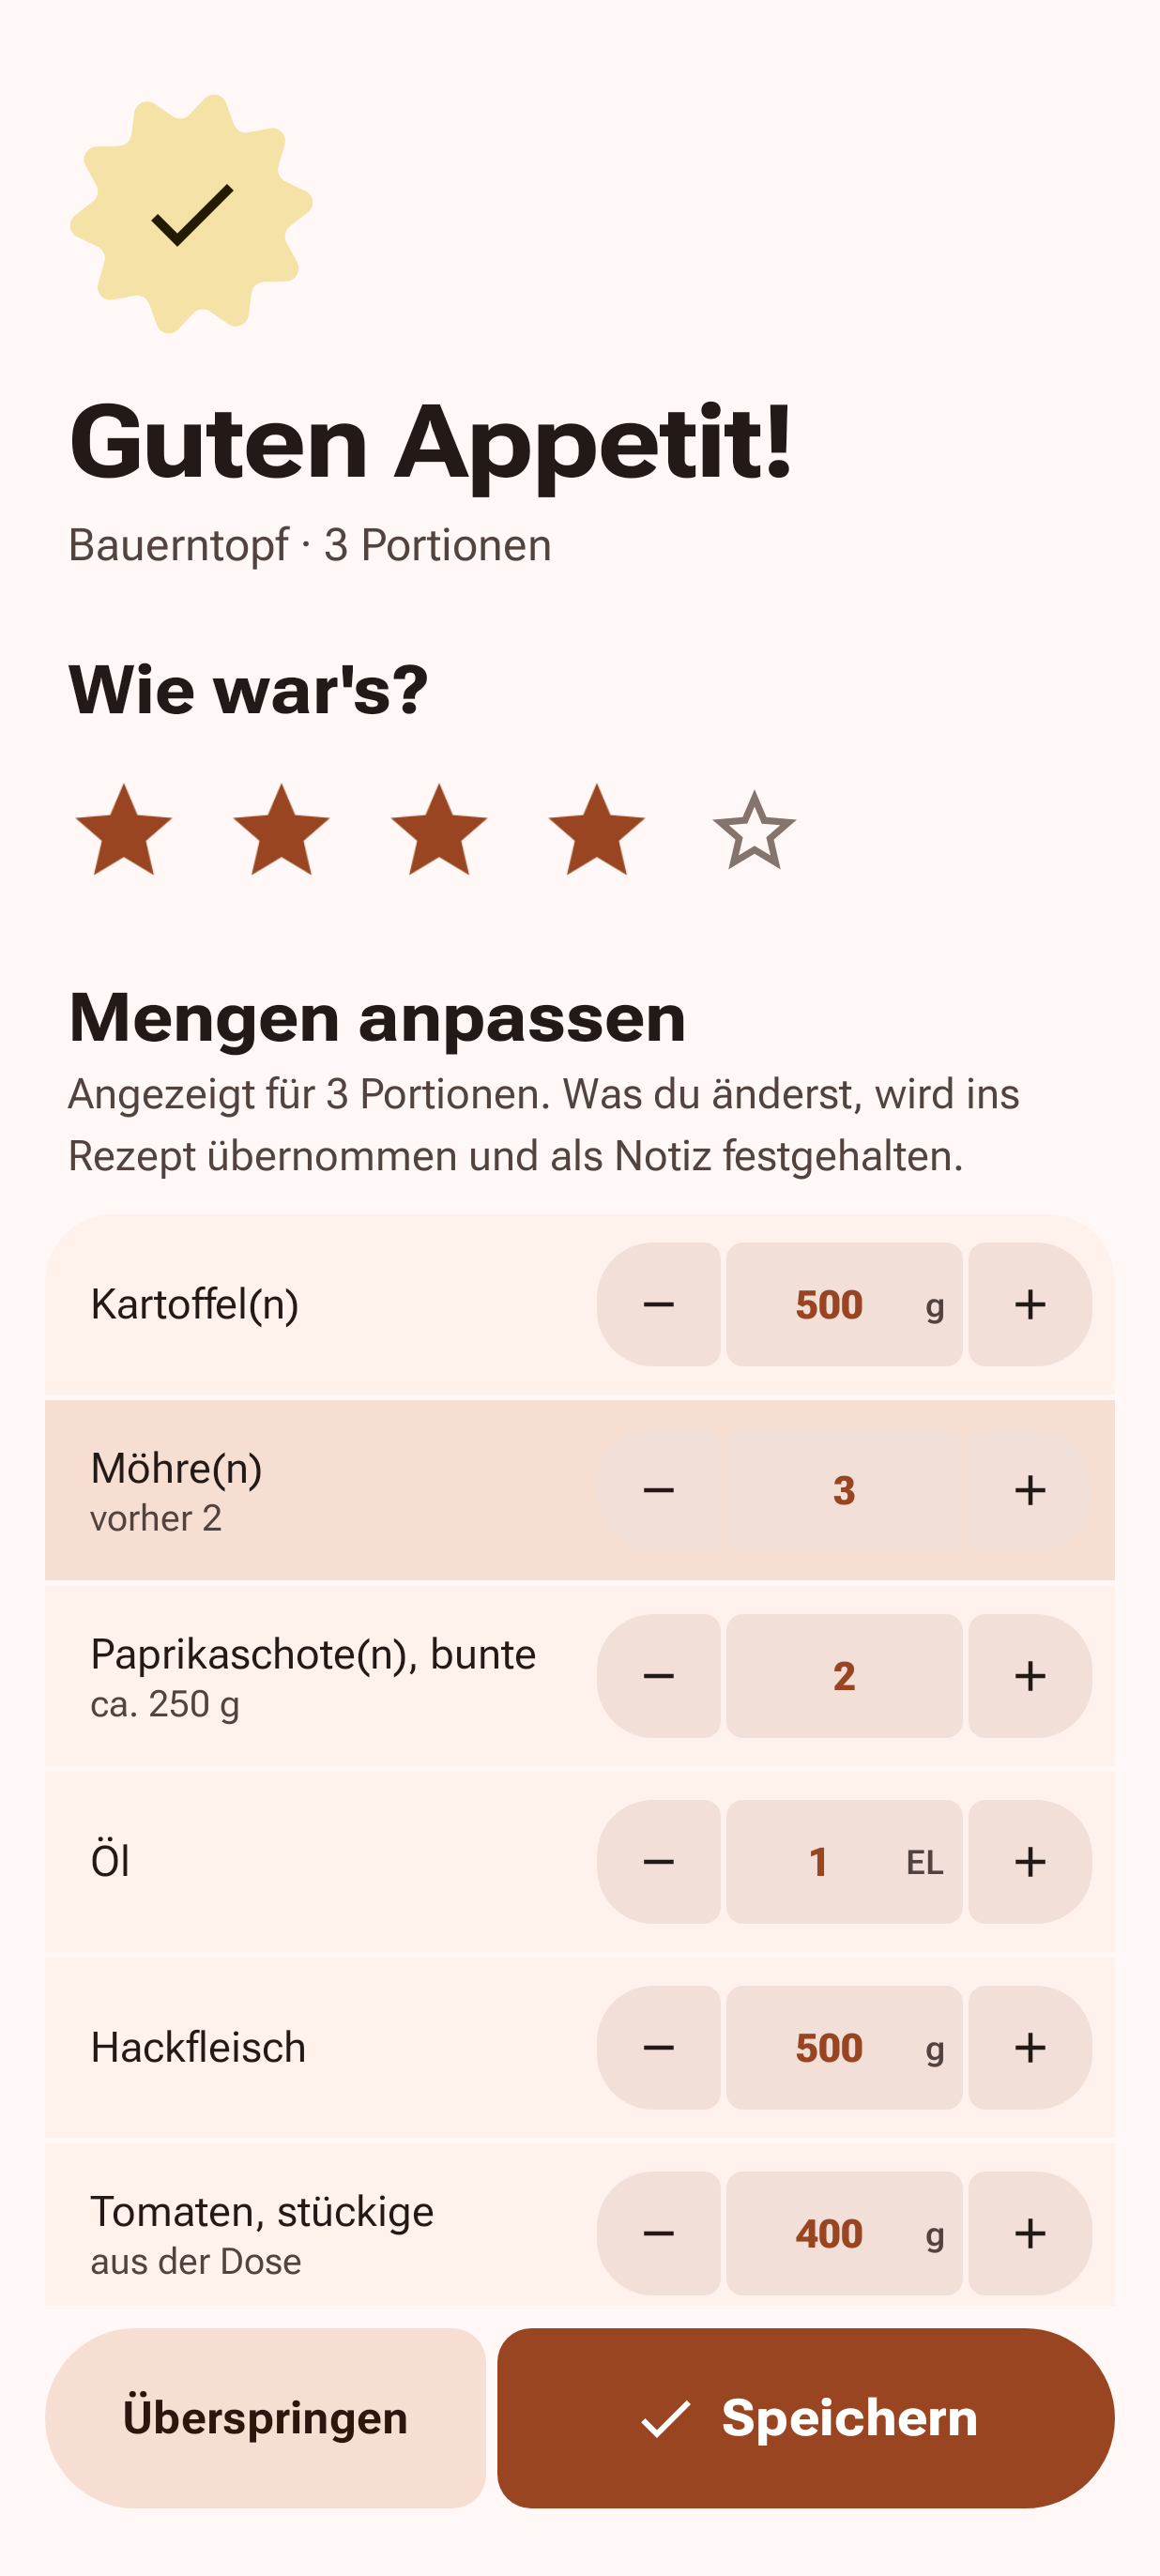 Guten Appetit!
Bauerntopf · 3 Portionen
Wie war's?
Mengen anpassen
Angezeigt für 3 Portionen. Was du änderst, wird ins
Rezept übernommen und als Notiz festgehalten.
Kartoffel(n) − 500 g +
Möhre(n)
vorher 2
− 3 +
Paprikaschote(n), bunte
ca. 250 g
− 2 +
Öl − 1 EL +
Hackfleisch − 500 g +
Tomaten, stückige
aus der Dose
− 400 g +
Überspringen
Speichern